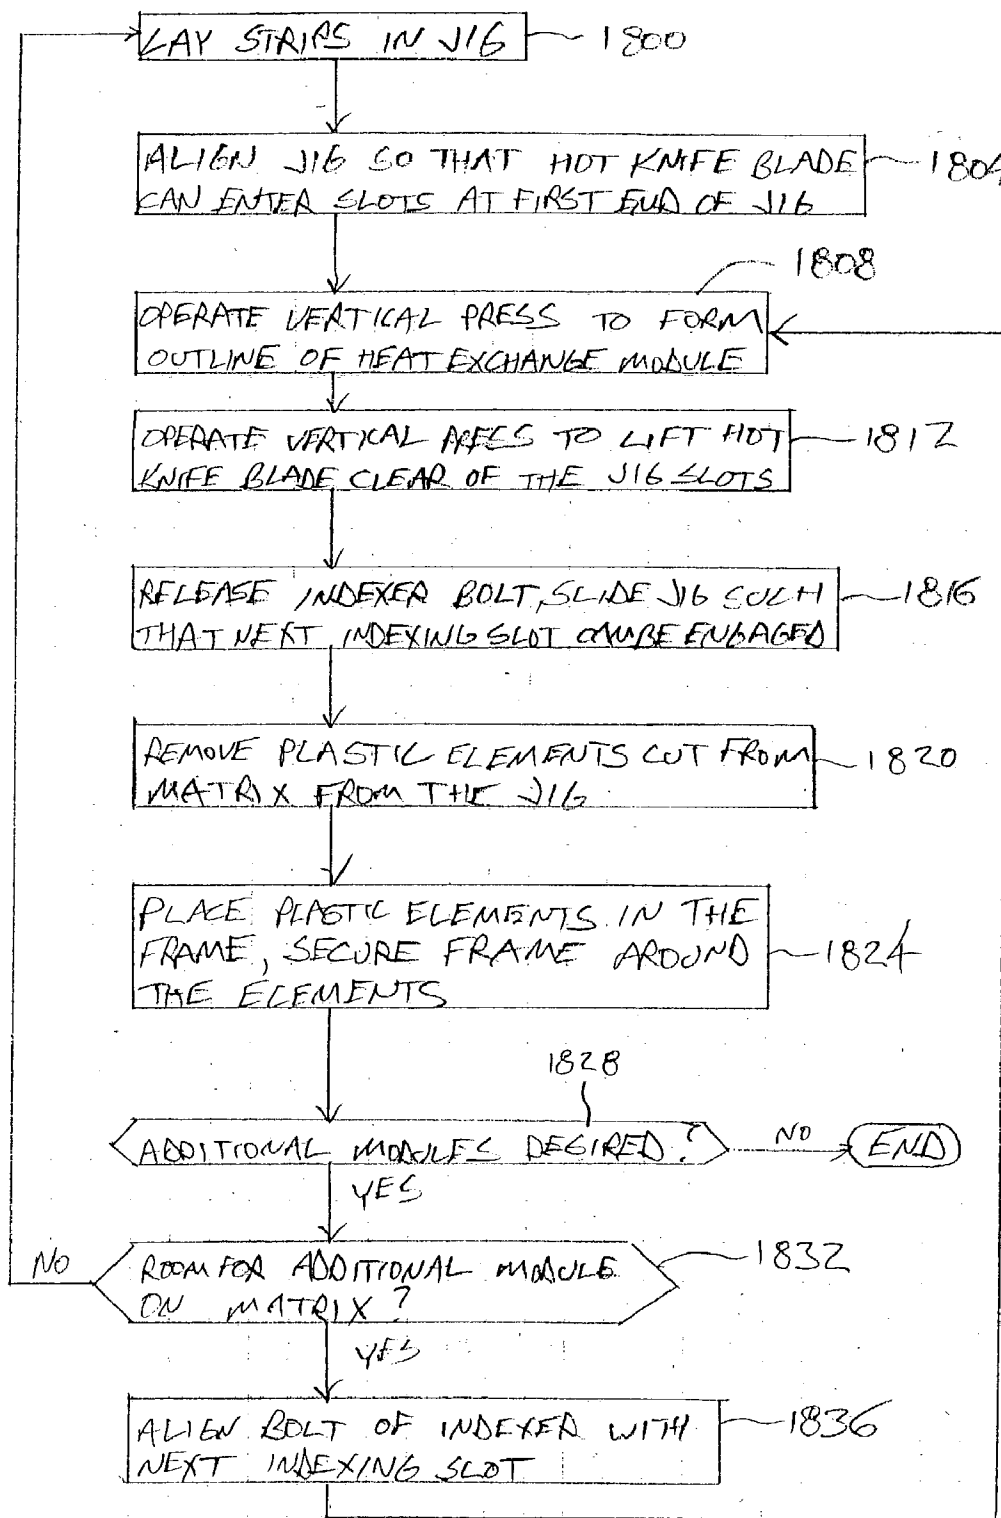 LAY STRIPS IN JIG 1800
ALIGN JIG SO THAT HOT KNIFE BLADE 1804
CAN ENTER SLOTS AT FIRST END OF JIG
1808
OPERATE VERTICAL PRESS TO FORM
OUTLINE OF HEAT EXCHANGE MODULE
OPERATE VERTICAL PRESS TO LIFT HOT 1812
KNIFE BLADE CLEAR OF THE JIG SLOTS
RELEASE INDEXER BOLT, SLIDE JIG SUCH 1816
THAT NEXT INDEXING SLOT CAN BE ENGAGED
REMOVE PLASTIC ELEMENTS CUT FROM 1820
MATRIX FROM THE JIG
PLACE PLASTIC ELEMENTS IN THE
FRAME, SECURE FRAME AROUND 1824
THE ELEMENTS
1828
ADDITIONAL MODULES DESIRED? NO END
YES
NO ROOM FOR ADDITIONAL MODULE 1832
ON MATRIX?
YES
ALIGN BOLT OF INDEXER WITH 1836
NEXT INDEXING SLOT